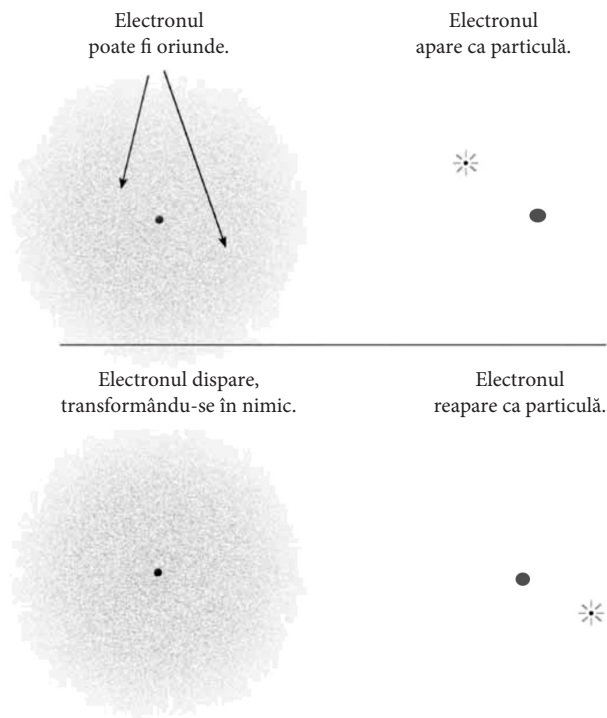 Electronul
poate fi oriunde.
Electronul
apare ca particulă.
Electronul dispare,
transformându-se în nimic.
Electronul
reapare ca particulă.